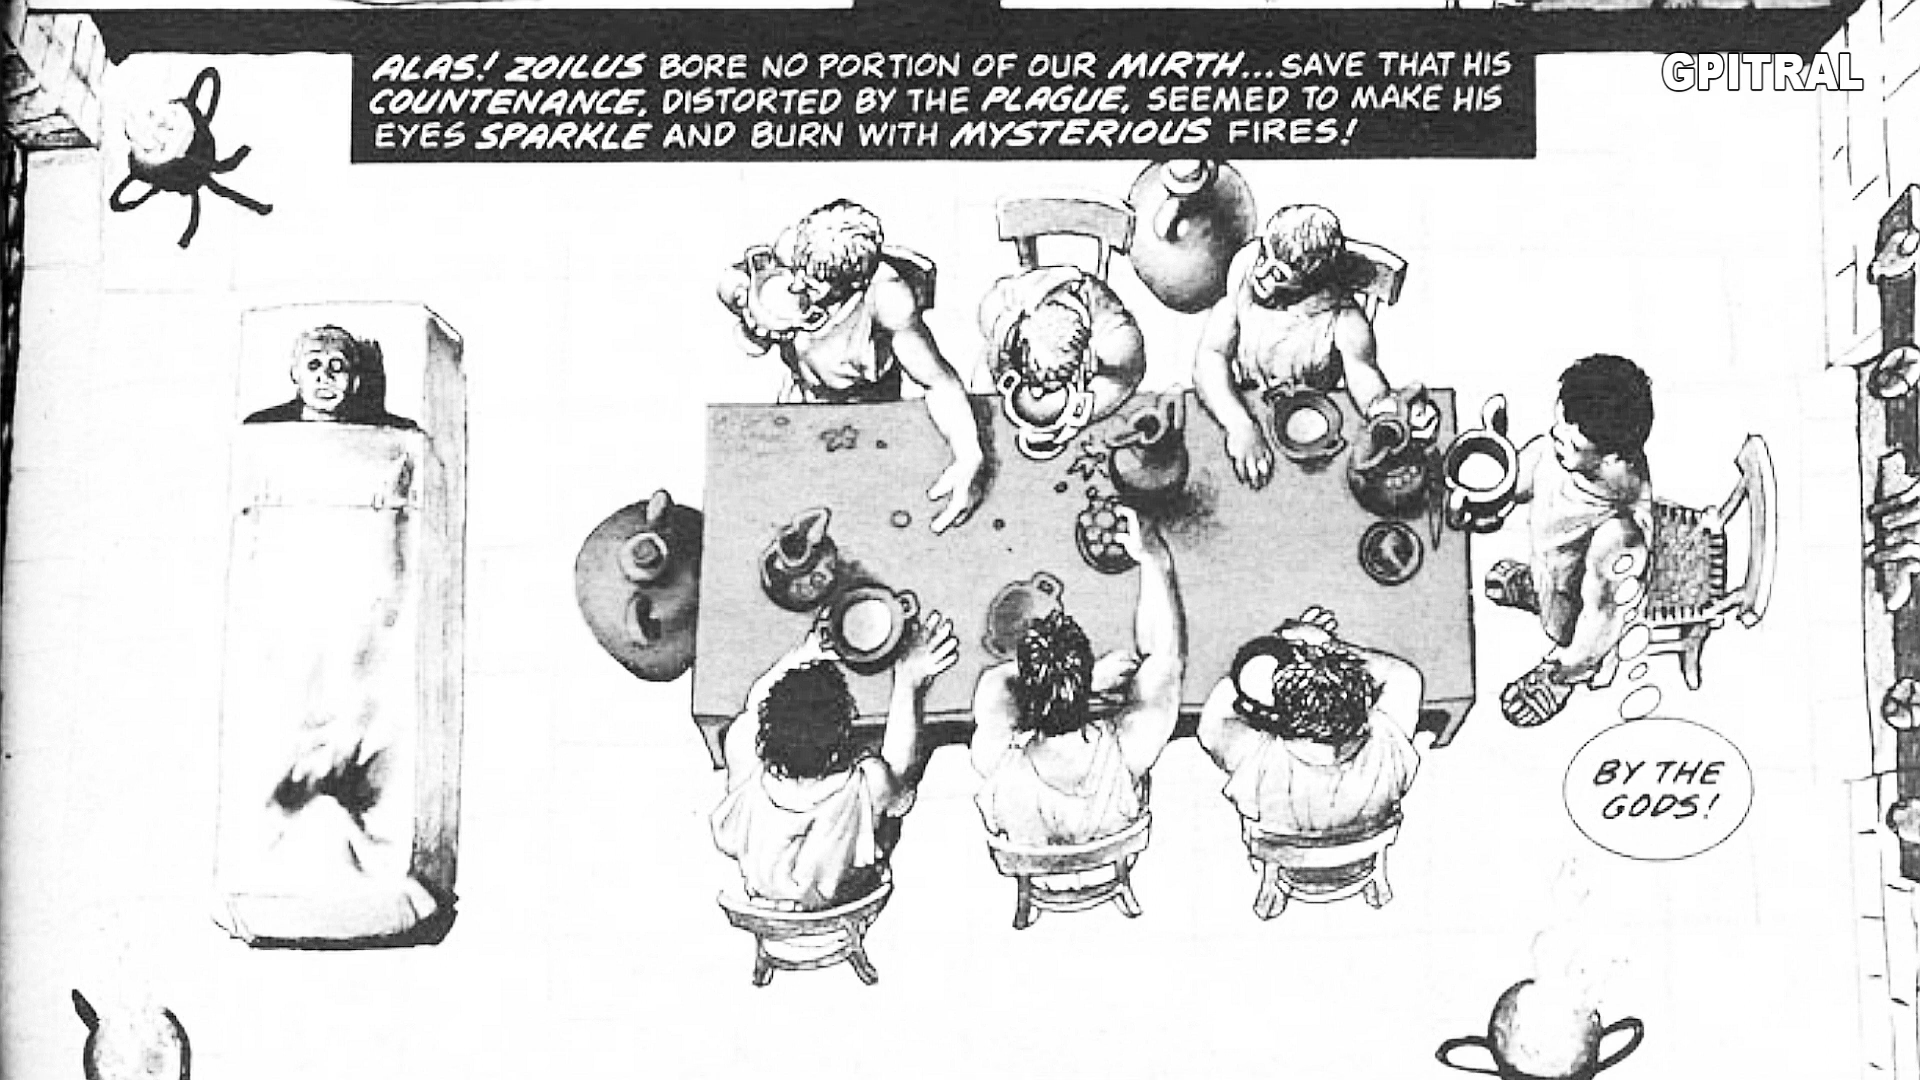 ALAS! ZOILUS BORE NO PORTION OF OUR MIRTH...SAVE THAT HIS
COUNTENANCE, DISTORTED BY THE PLAGUE, SEEMED TO MAKE HIS
EYES SPARKLE AND BURN WITH MYSTERIOUS FIRES!
GPITRAL
BY THE
GODS!